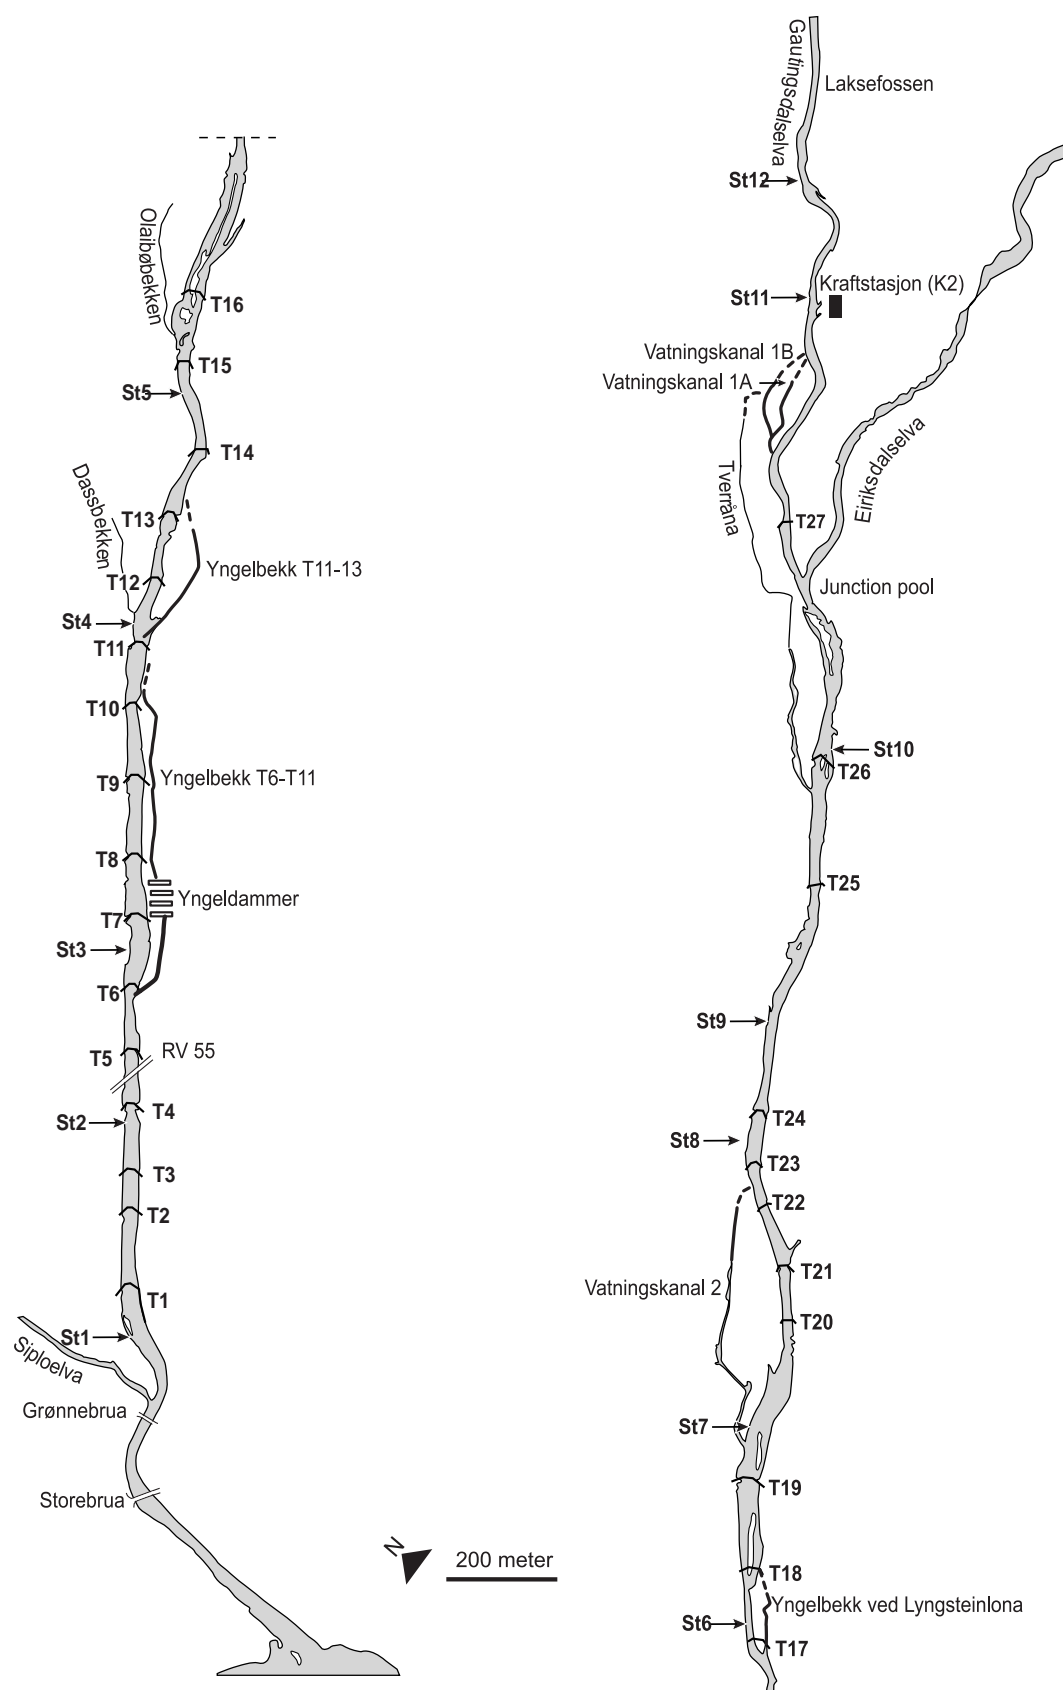 Olaibøbekken
T16
T15
St5
T14
Dassbekken
T13
Yngelbekk T11-13
T12
St4
T11
T10
Yngelbekk T6-T11
T9
T8
Yngeldammer
T7
St3
T6
RV 55
T5
T4
St2
T3
T2
T1
St1
Siploelva
Grønnebrua
Storebrua
N
200 meter
Gautingsdalselva
Laksefossen
St12
Kraftstasjon (K2)
St11
Vatningskanal 1B
Vatningskanal 1A
Eiriksdalselva
Tverråna
T27
Junction pool
St10
T26
T25
St9
T24
St8
T23
T22
T21
Vatningskanal 2
T20
St7
T19
T18
Yngelbekk ved Lyngsteinlona
St6
T17